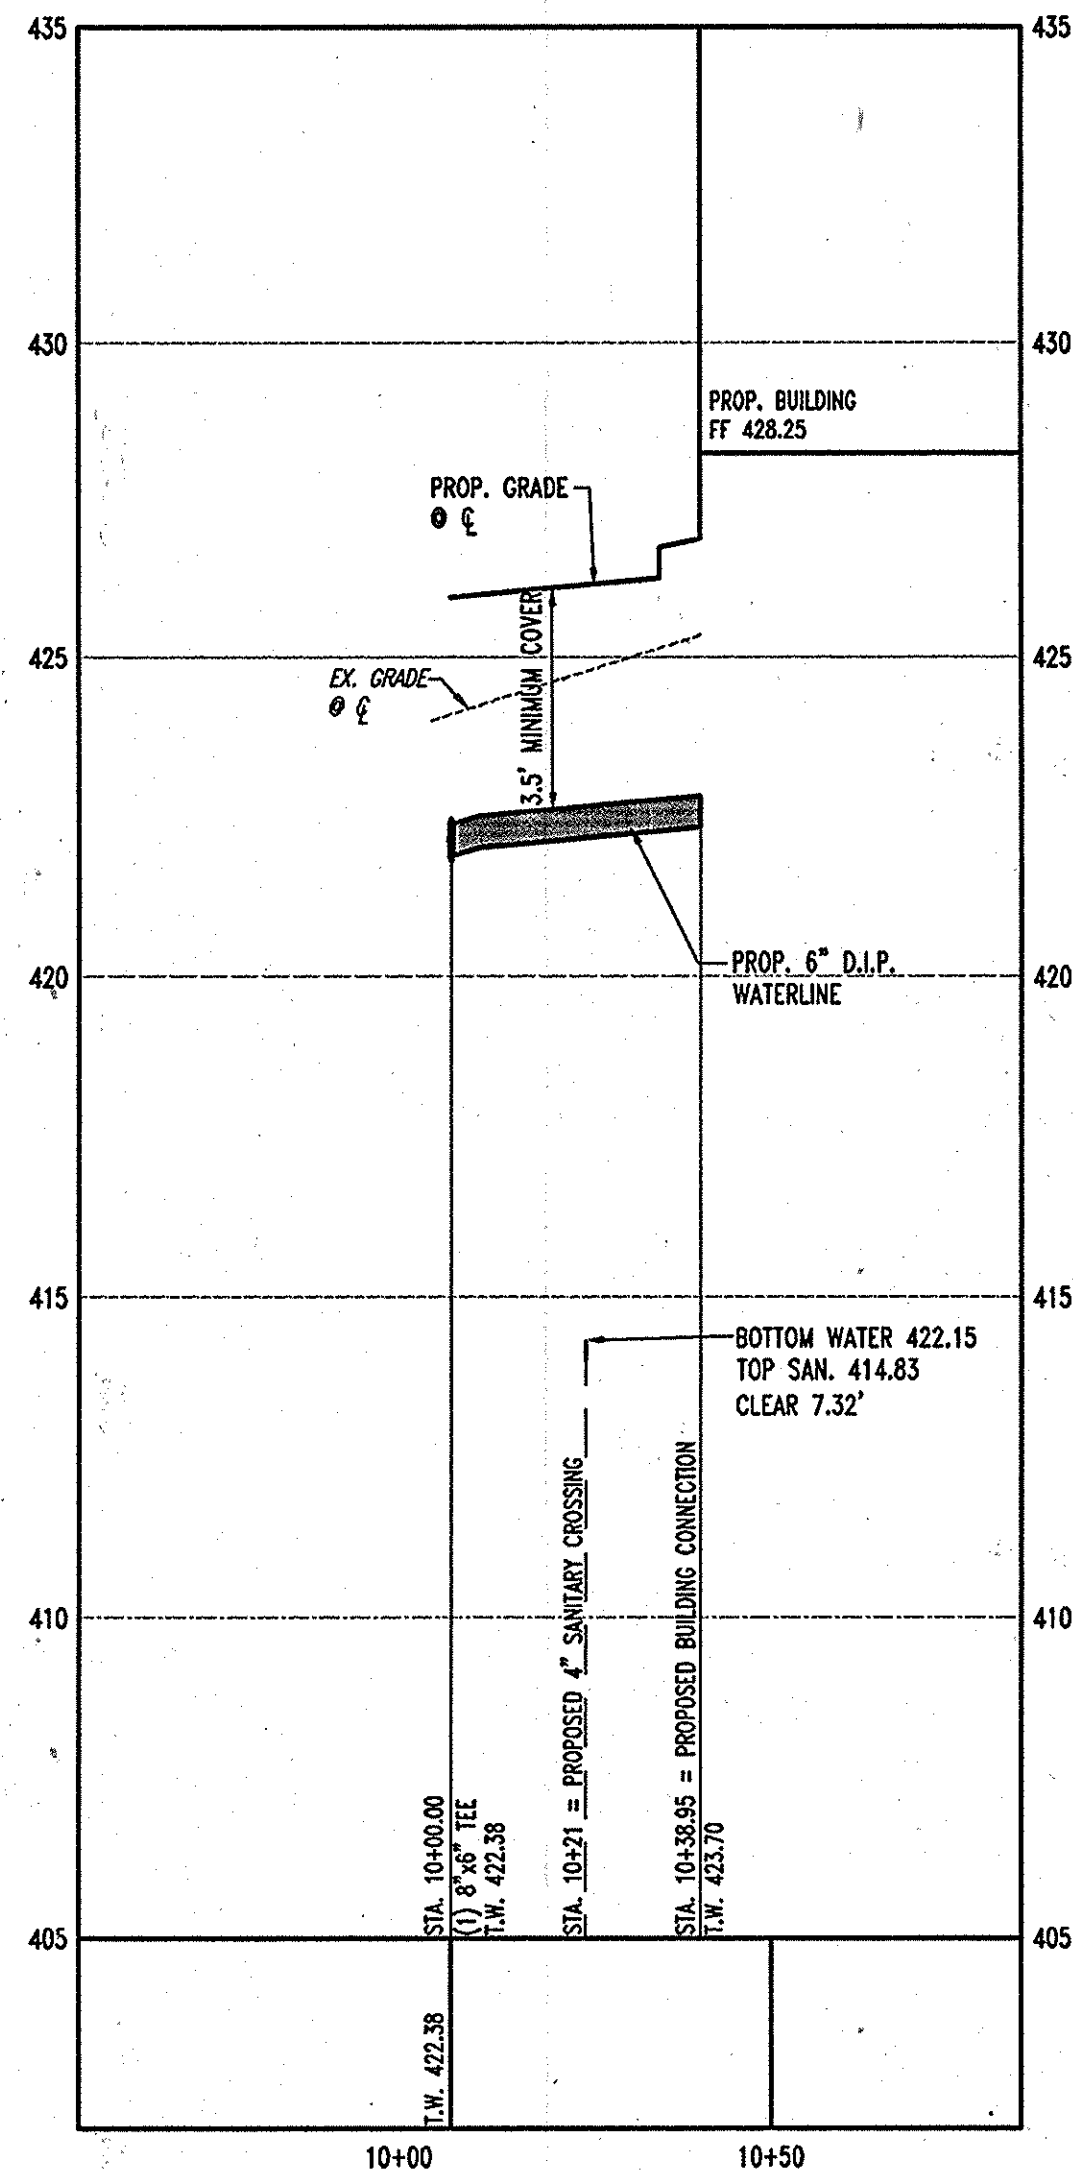 435
435
430
430
PROP. BUILDING
FF 428.25
PROP. GRADE
@ ℄
3.5' MINIMUM COVER
425
425
EX. GRADE
@ ℄
PROP. 6" D.I.P.
WATERLINE
420
420
415
415
BOTTOM WATER 422.15
TOP SAN. 414.83
CLEAR 7.32'
410
410
STA. 10+00.00
(1) 8"x6" TEE
T.W. 422.38
STA. 10+21 = PROPOSED 4" SANITARY CROSSING
STA. 10+38.95 = PROPOSED BUILDING CONNECTION
T.W. 423.70
405
405
T.W. 422.38
10+00
10+50